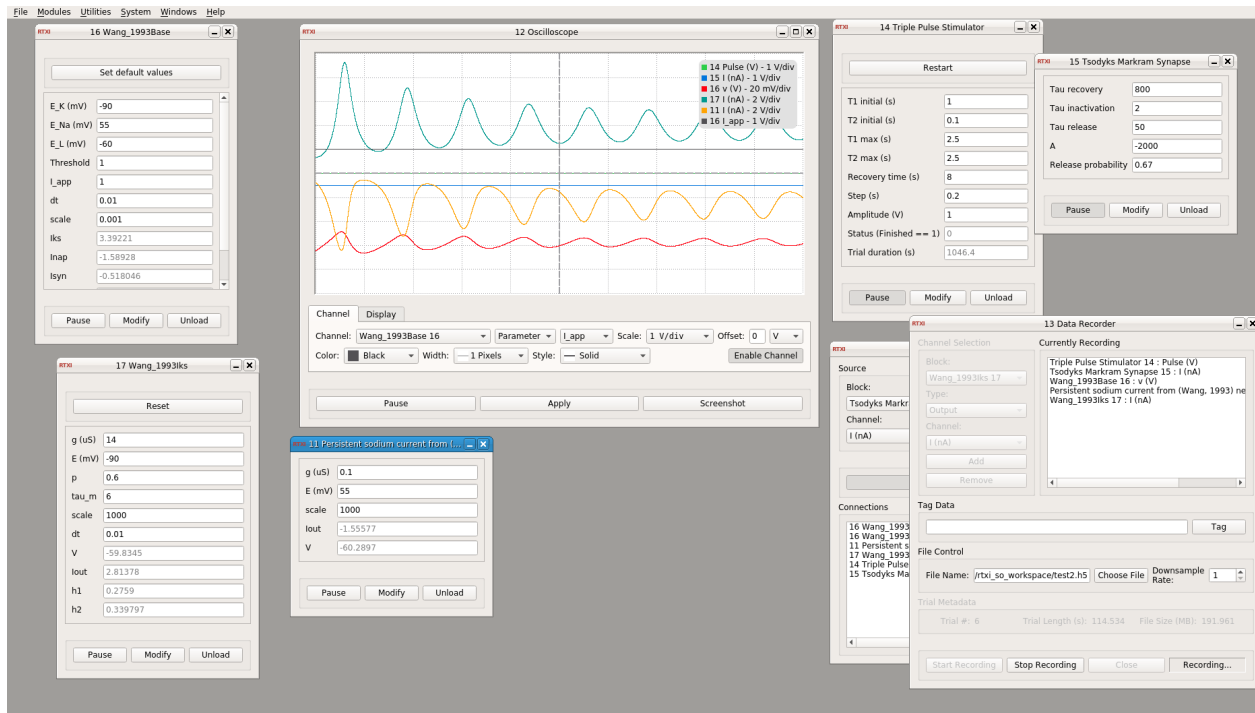 File Modules Utilities System Windows Help
RTXI 16 Wang_1993Base
Set default values
E_K (mV) -90
E_Na (mV) 55
E_L (mV) -60
Threshold 1
I_app 1
dt 0.01
scale 0.001
Iks 3.39221
Inap -1.58928
Isyn -0.518046
Pause Modify Unload
RTXI 17 Wang_1993Iks
Reset
g (uS) 14
E (mV) -90
p 0.6
tau_m 6
scale 1000
dt 0.01
V -59.8345
Iout 2.81378
h1 0.2759
h2 0.339797
Pause Modify Unload
RTXI 12 Oscilloscope
14 Pulse (V) - 1 V/div
15 I (nA) - 1 V/div
16 v (V) - 20 mV/div
17 I (nA) - 2 V/div
11 I (nA) - 2 V/div
16 I_app - 1 V/div
Channel Display
Channel: Wang_1993Base 16 Parameter I_app Scale: 1 V/div Offset: 0 V
Color: Black Width: 1 Pixels Style: Solid Enable Channel
Pause Apply Screenshot
RTXI 11 Persistent sodium current from (...
g (uS) 0.1
E (mV) 55
scale 1000
Iout -1.55577
V -60.2897
Pause Modify Unload
RTXI 14 Triple Pulse Stimulator
Restart
T1 initial (s) 1
T2 initial (s) 0.1
T1 max (s) 2.5
T2 max (s) 2.5
Recovery time (s) 8
Step (s) 0.2
Amplitude (V) 1
Status (Finished == 1) 0
Trial duration (s) 1046.4
Pause Modify Unload
RTXI 15 Tsodyks Markram Synapse
Tau recovery 800
Tau inactivation 2
Tau release 50
A -2000
Release probability 0.67
Pause Modify Unload
RTXI
Source
Block:
Tsodyks Markr
Channel:
I (nA)
Connections
16 Wang_1993
16 Wang_1993
11 Persistent s
17 Wang_1993
14 Triple Pulse
15 Tsodyks Ma
RTXI 13 Data Recorder
Channel Selection
Block:
Wang_1993Iks 17
Type:
Output
Channel:
I (nA)
Add
Remove
Currently Recording
Triple Pulse Stimulator 14 : Pulse (V)
Tsodyks Markram Synapse 15 : I (nA)
Wang_1993Base 16 : v (V)
Persistent sodium current from (Wang, 1993) ne
Wang_1993Iks 17 : I (nA)
Tag Data
Tag
File Control
File Name: /rtxi_so_workspace/test2.h5 Choose File Downsample Rate: 1
Trial Metadata
Trial #: 6 Trial Length (s): 114.534 File Size (MB): 191.961
Start Recording Stop Recording Close Recording...